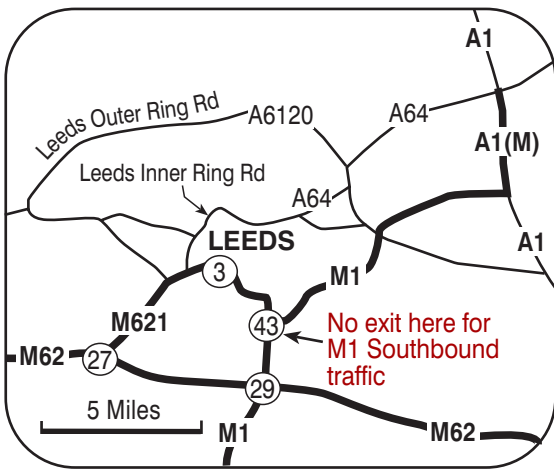 A1
Leeds Outer Ring Rd
A6120
A64
A1(M)
Leeds Inner Ring Rd
A64
LEEDS
A1
3
M1
M621
43
No exit here for
M1 Southbound
traffic
M62
27
29
5 Miles
M1
M62